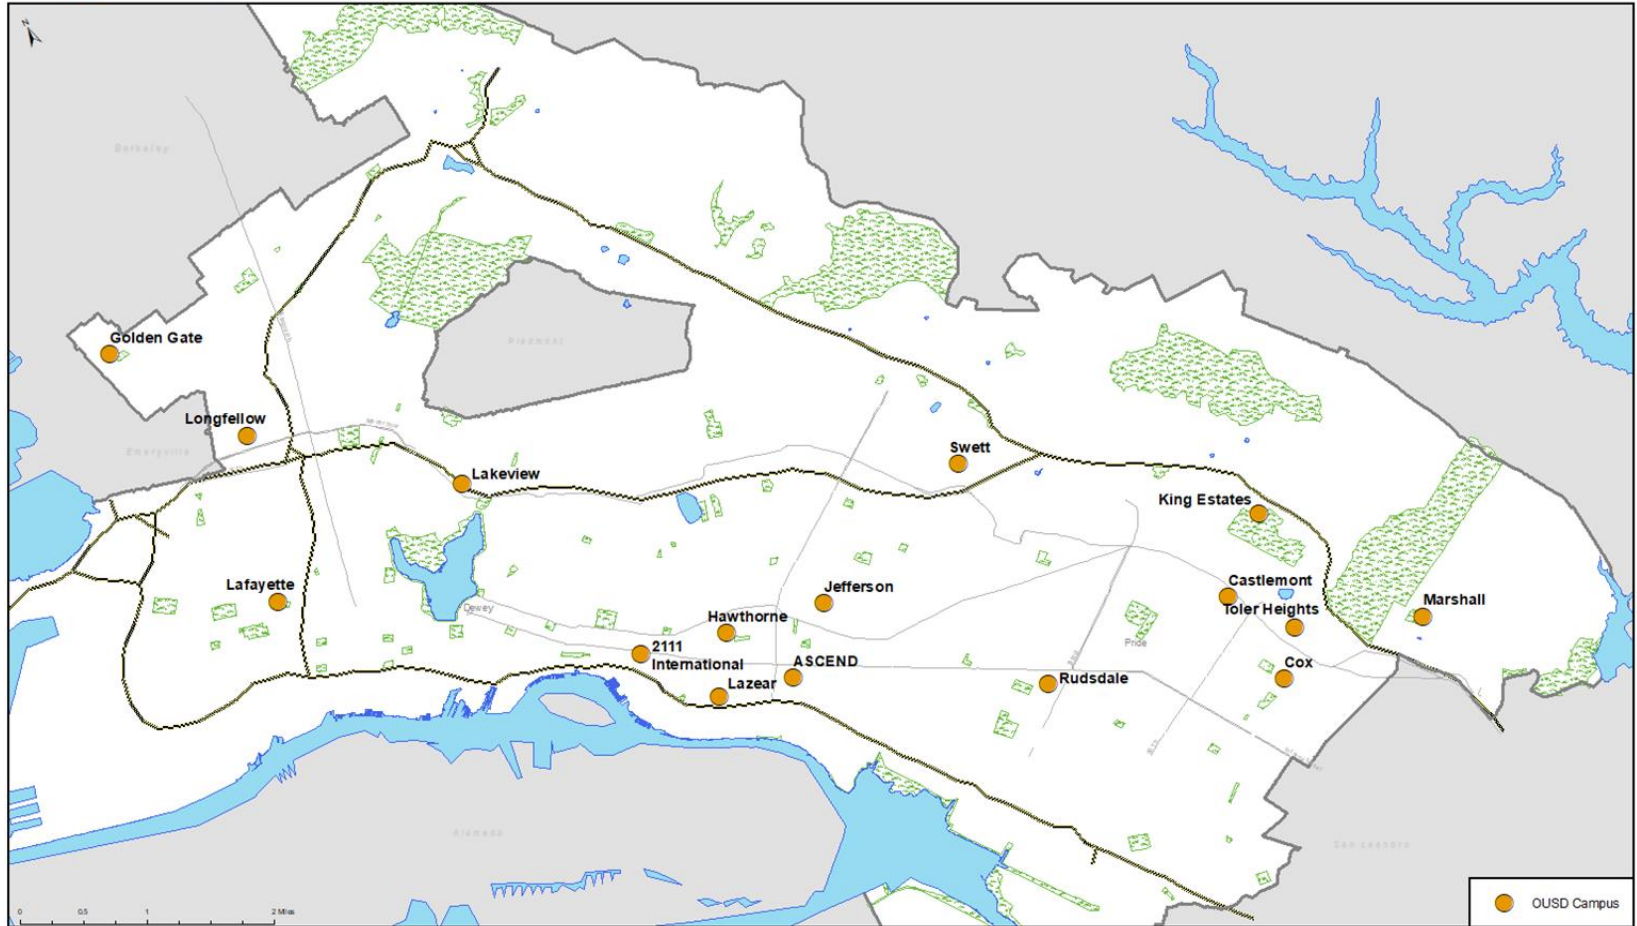 N
Berkeley
Golden Gate
Piedmont
Longfellow
Emeryville
Lakeview
Swett
King Estates
Lafayette
Dewey
Jefferson
Hawthorne
2111
International
Lazear
ASCEND
Castlemont
Toler Heights
Marshall
Pride
Rudsdale
Cox
Alameda
San Leandro
0 0.5 1 2 Miles
OUSD Campus